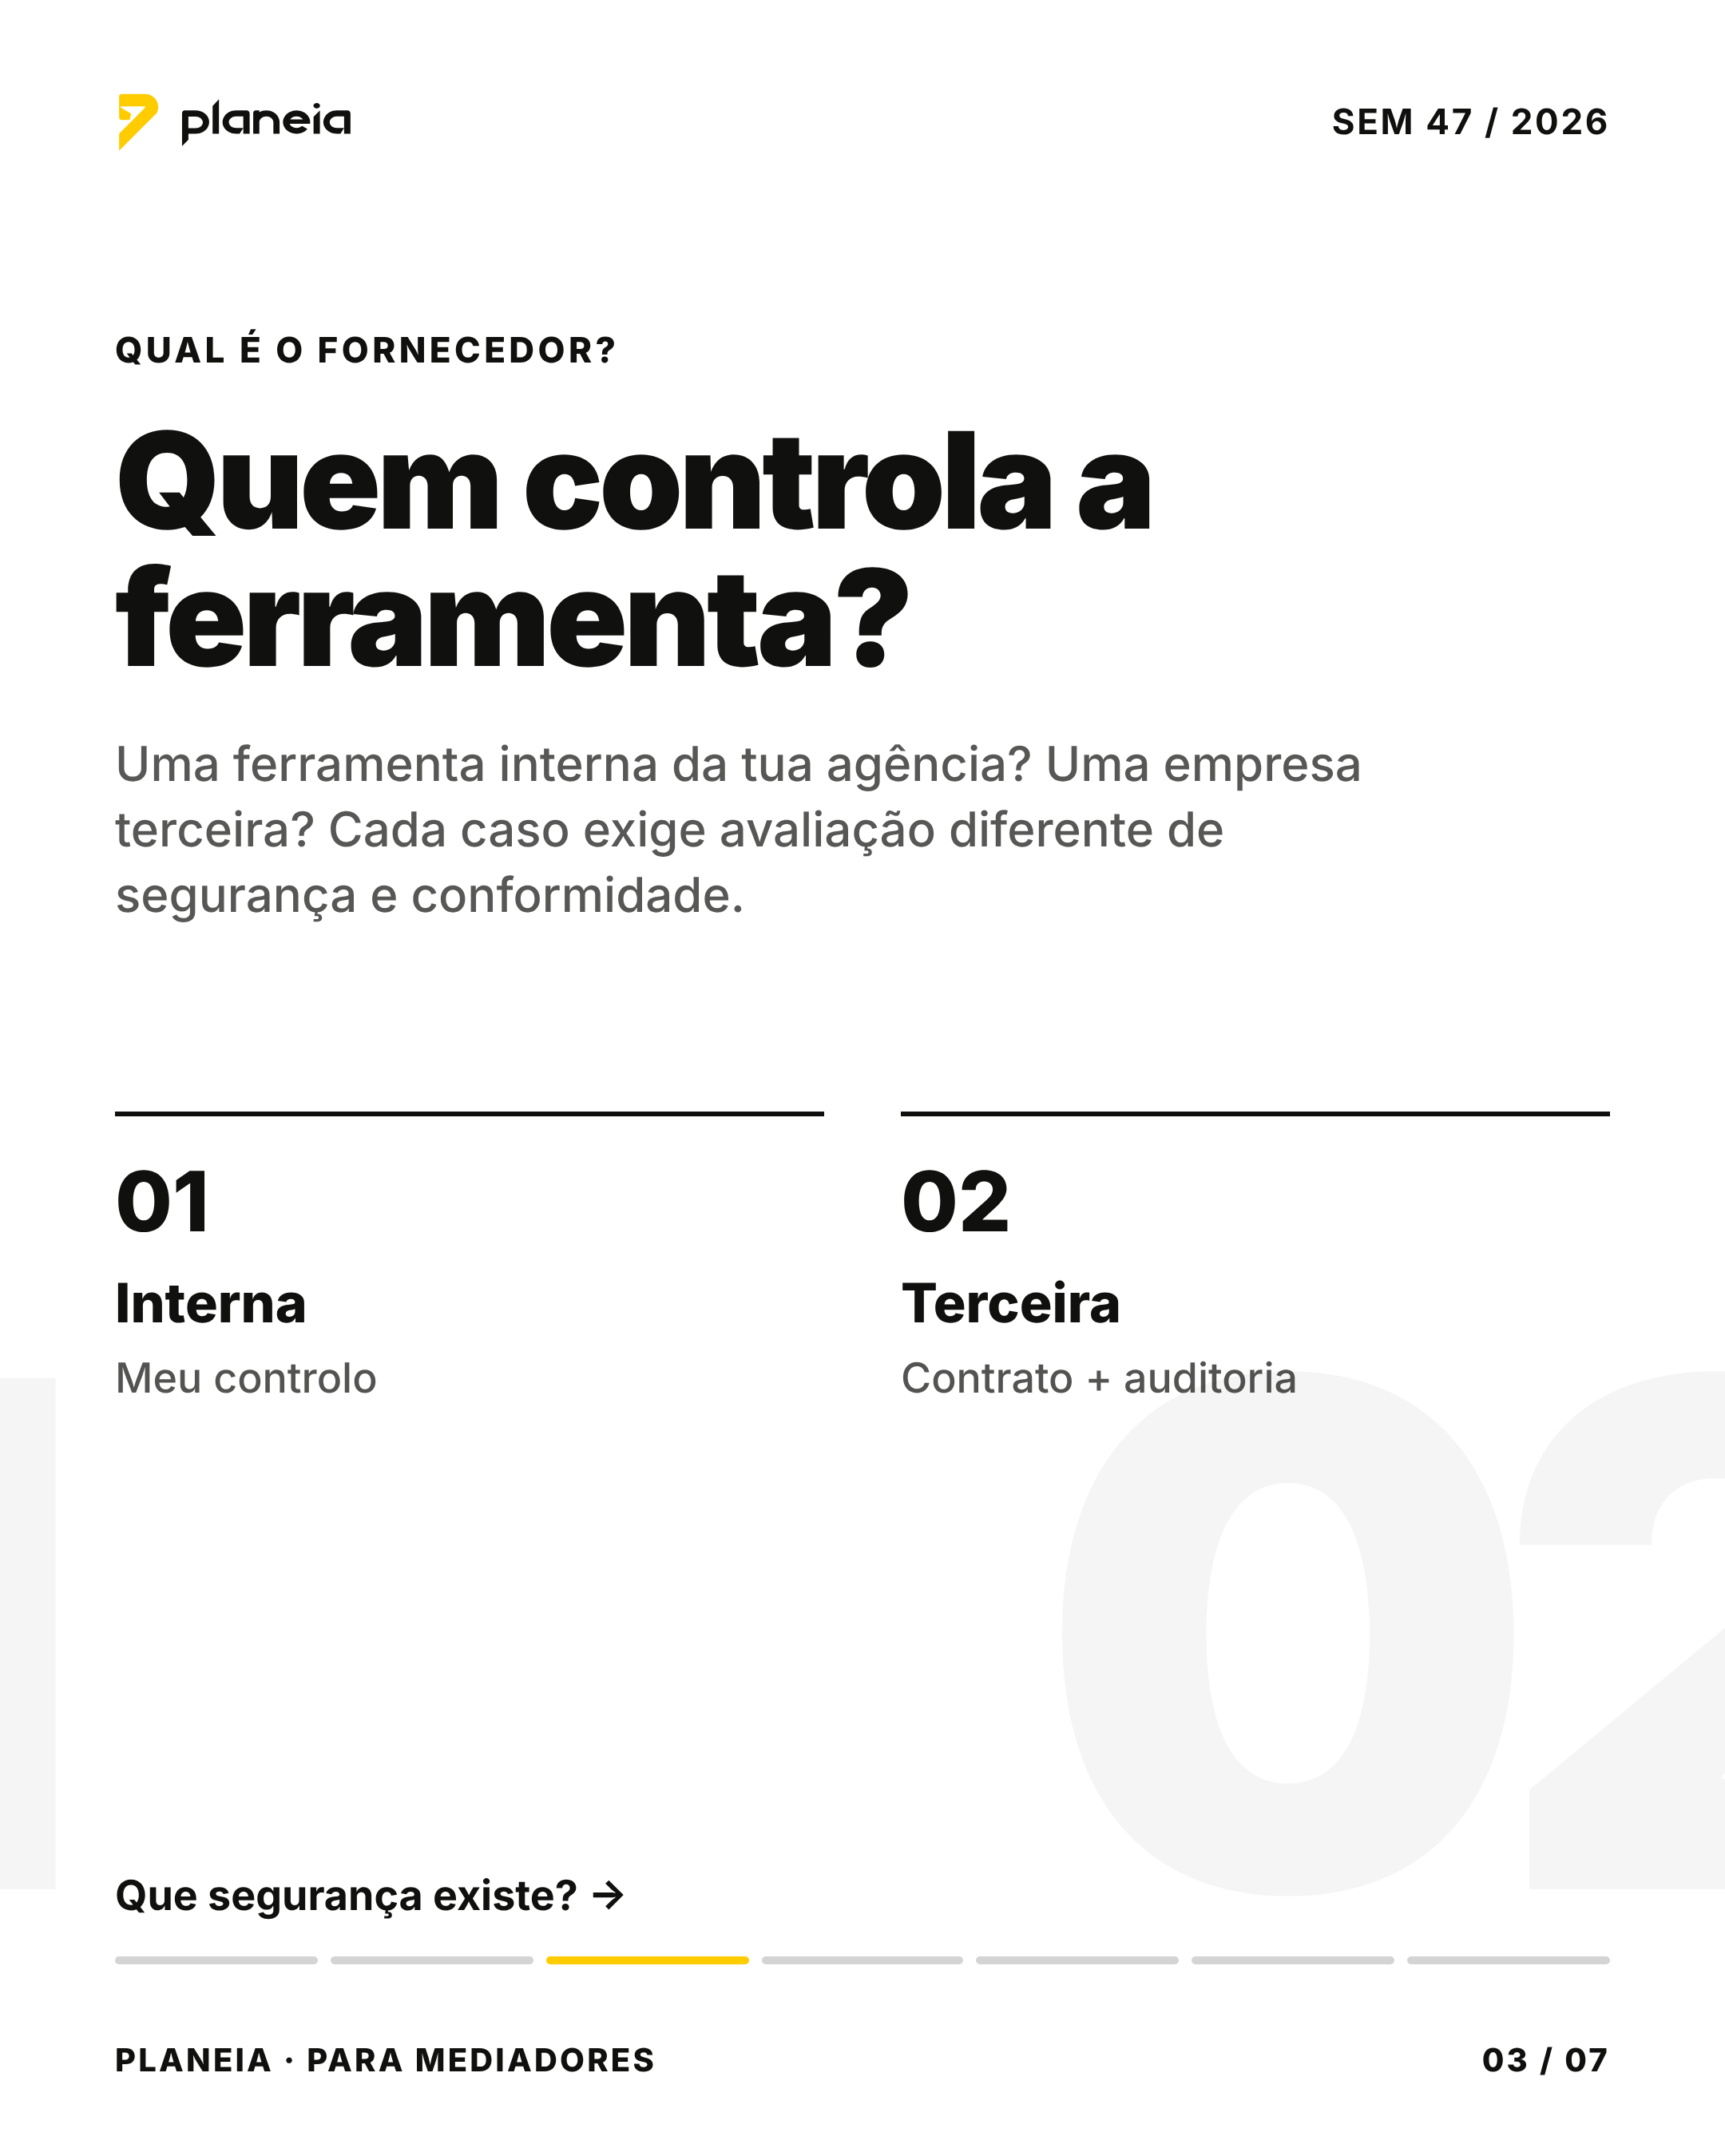 planeia
SEM 47 / 2026
QUAL É O FORNECEDOR?
Quem controla a
ferramenta?
Uma ferramenta interna da tua agência? Uma empresa
terceira? Cada caso exige avaliação diferente de
segurança e conformidade.
01
Interna
Meu controlo
02
Terceira
Contrato + auditoria
02
Que segurança existe? →
PLANEIA · PARA MEDIADORES
03 / 07